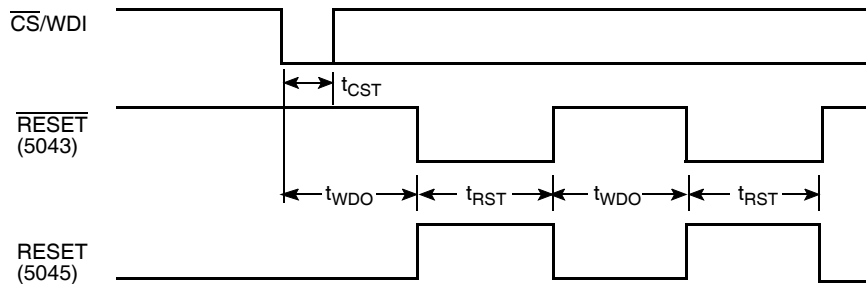 CS/WDI
tCST
RESET
(5043)
tWDO tRST tWDO tRST
RESET
(5045)